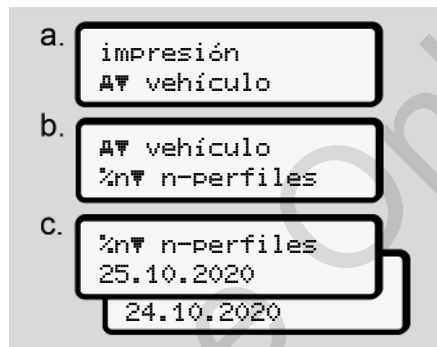 a.
impresión
A▼ vehículo
b.
A▼ vehículo
%n▼ n-perfiles
c.
%n▼ n-perfiles
25.10.2020
24.10.2020